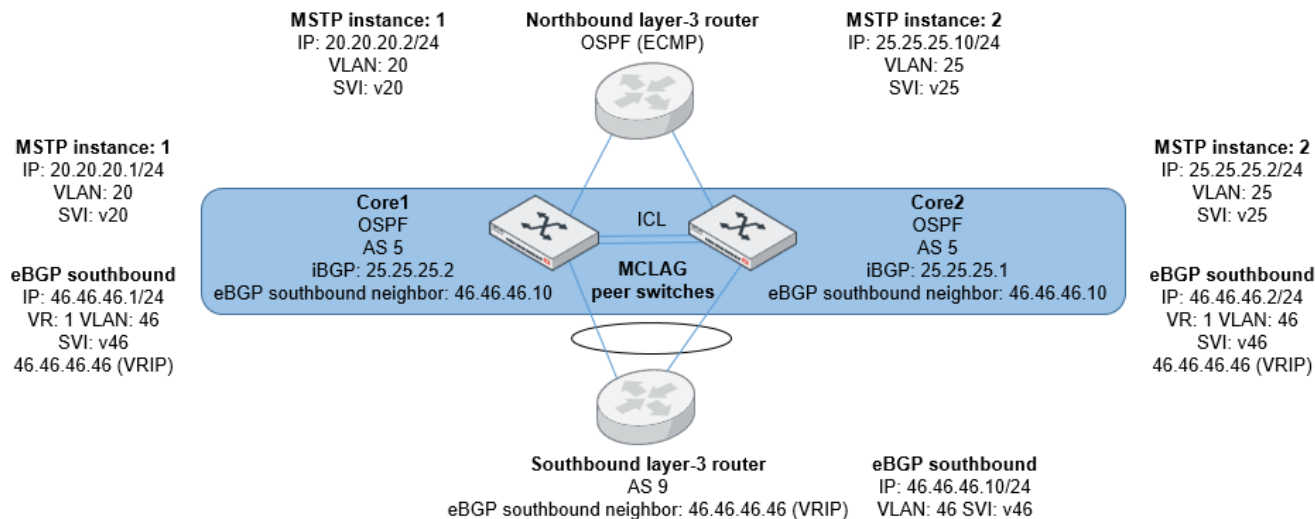 MSTP instance: 1
IP: 20.20.20.2/24
VLAN: 20
SVI: v20
Northbound layer-3 router
OSPF (ECMP)
MSTP instance: 2
IP: 25.25.25.10/24
VLAN: 25
SVI: v25
MSTP instance: 1
IP: 20.20.20.1/24
VLAN: 20
SVI: v20
MSTP instance: 2
IP: 25.25.25.2/24
VLAN: 25
SVI: v25
Core1
OSPF
AS 5
iBGP: 25.25.25.2
eBGP southbound neighbor: 46.46.46.10
ICL
MCLAG
peer switches
Core2
OSPF
AS 5
iBGP: 25.25.25.1
eBGP southbound neighbor: 46.46.46.10
eBGP southbound
IP: 46.46.46.1/24
VR: 1 VLAN: 46
SVI: v46
46.46.46.46 (VRIP)
eBGP southbound
IP: 46.46.46.2/24
VR: 1 VLAN: 46
SVI: v46
46.46.46.46 (VRIP)
Southbound layer-3 router
AS 9
eBGP southbound neighbor: 46.46.46.46 (VRIP)
eBGP southbound
IP: 46.46.46.10/24
VLAN: 46 SVI: v46